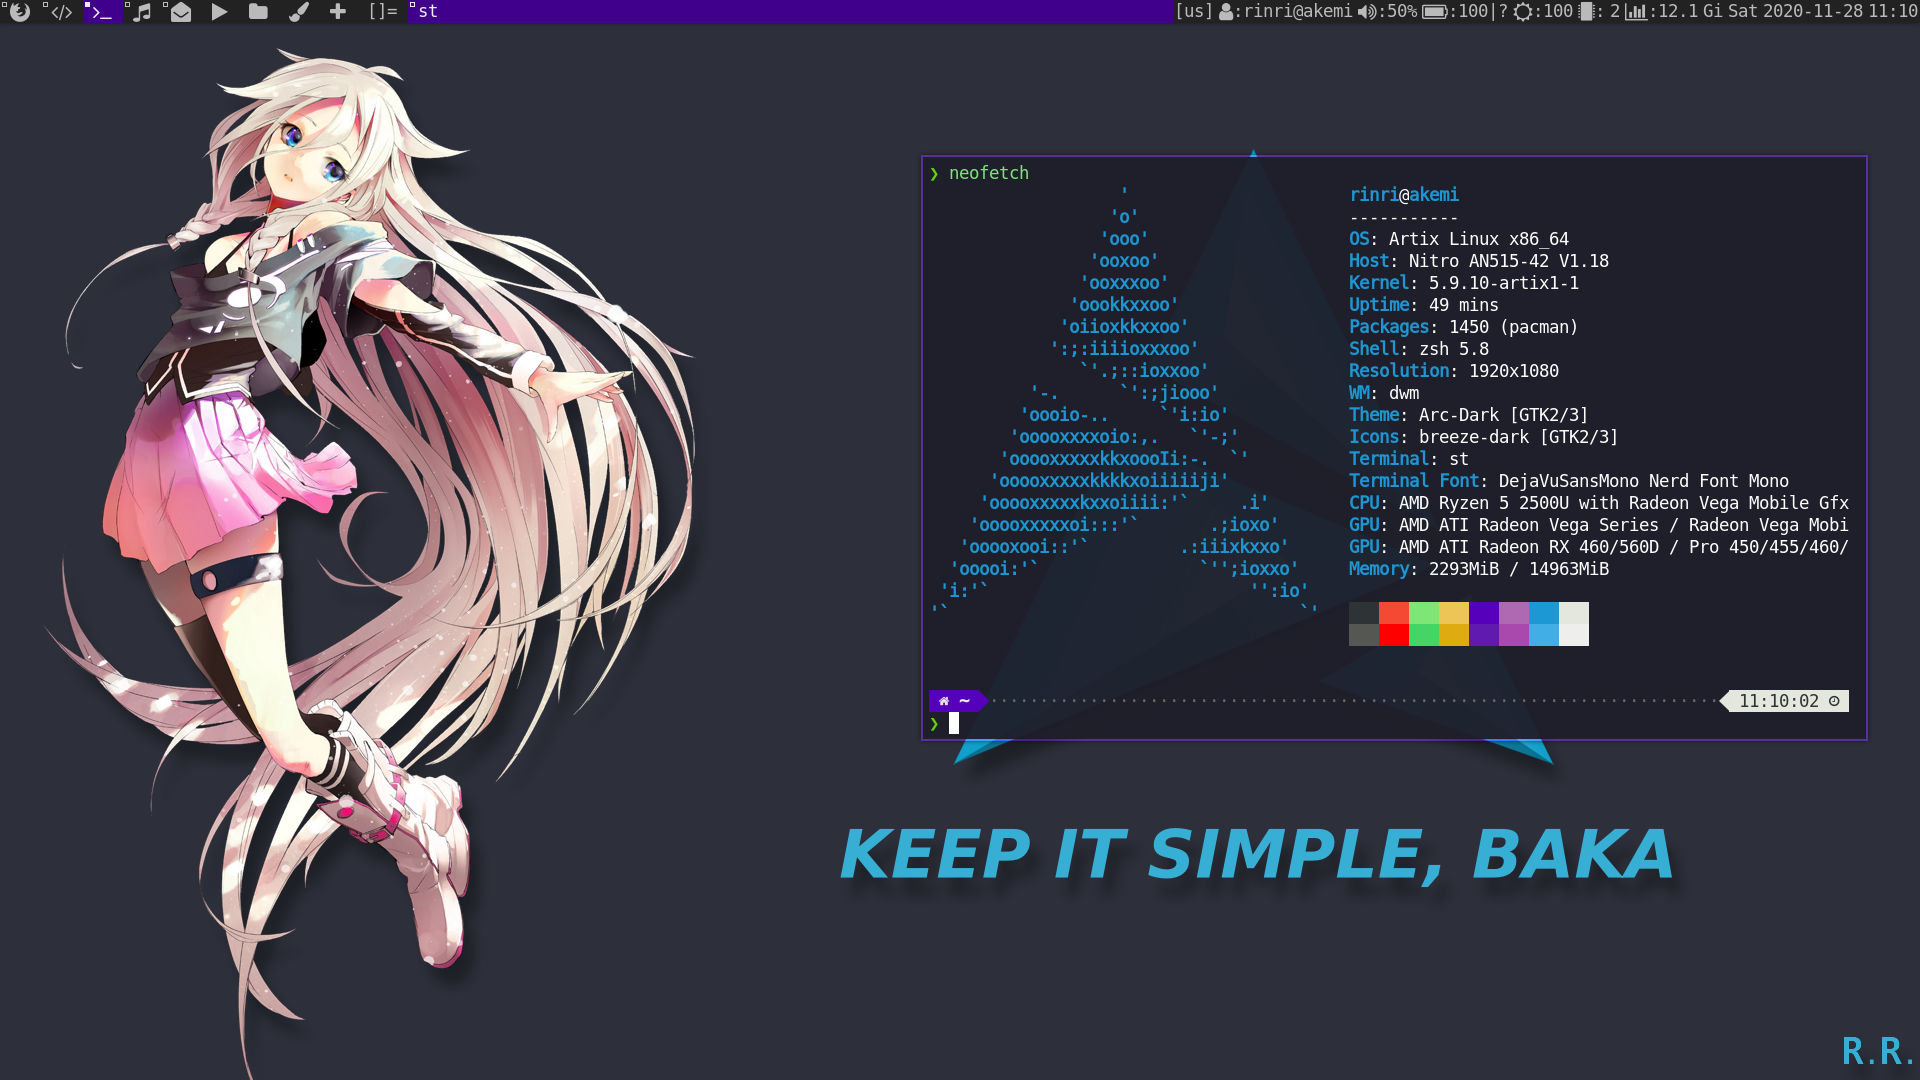 []= st [us] :rinri@akemi :50% :100|? :100 : 2 :12.1 Gi Sat 2020-11-28 11:10
❯ neofetch
'
'o'
'ooo'
'ooxoo'
'ooxxxoo'
'oookkxxoo'
'oiioxkkxxoo'
':;:iiiioxxxoo'
`'.;::ioxxoo'
'-. `':;jiooo'
'oooio-.. `'i:io'
'ooooxxxxoio:,. `'-;'
'ooooxxxxxkkxoooIi:-. `'
'ooooxxxxxkkkkxoiiiiiji'
'ooooxxxxxkxxoiiii:'` .i'
'ooooxxxxxoi:::'` .;ioxo'
'ooooxooi::'` .:iiixkxxo'
'ooooi:'` `'';ioxxo'
'i:'` '':io'
'` `'
rinri@akemi
-----------
OS: Artix Linux x86_64
Host: Nitro AN515-42 V1.18
Kernel: 5.9.10-artix1-1
Uptime: 49 mins
Packages: 1450 (pacman)
Shell: zsh 5.8
Resolution: 1920x1080
WM: dwm
Theme: Arc-Dark [GTK2/3]
Icons: breeze-dark [GTK2/3]
Terminal: st
Terminal Font: DejaVuSansMono Nerd Font Mono
CPU: AMD Ryzen 5 2500U with Radeon Vega Mobile Gfx
GPU: AMD ATI Radeon Vega Series / Radeon Vega Mobi
GPU: AMD ATI Radeon RX 460/560D / Pro 450/455/460/
Memory: 2293MiB / 14963MiB
~ 11:10:02
❯
KEEP IT SIMPLE, BAKA
R.R.